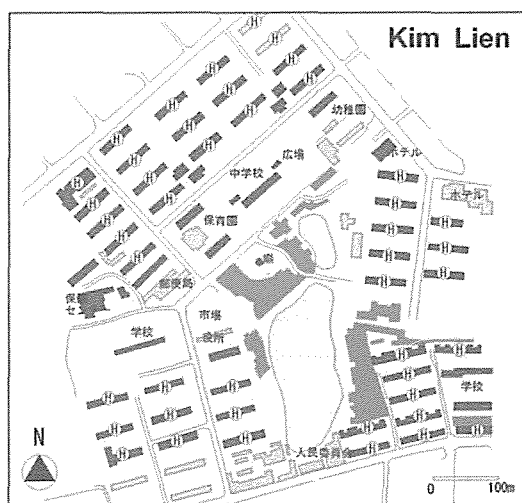 Kim Lien
幼稚園
ホテル
広場
中学校
ホテル
保育園
郵便局
市場
役所
学校
学校
人民委員会
N
0 100m